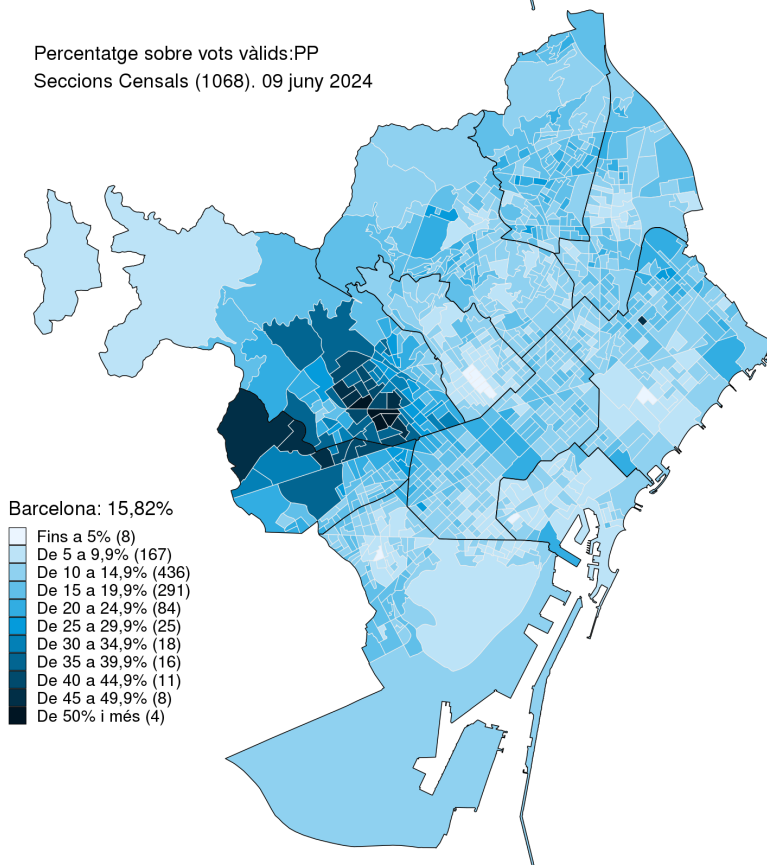 Percentatge sobre vots vàlids:PP
Seccions Censals (1068). 09 juny 2024
Barcelona: 15,82%
Fins a 5% (8)
De 5 a 9,9% (167)
De 10 a 14,9% (436)
De 15 a 19,9% (291)
De 20 a 24,9% (84)
De 25 a 29,9% (25)
De 30 a 34,9% (18)
De 35 a 39,9% (16)
De 40 a 44,9% (11)
De 45 a 49,9% (8)
De 50% i més (4)